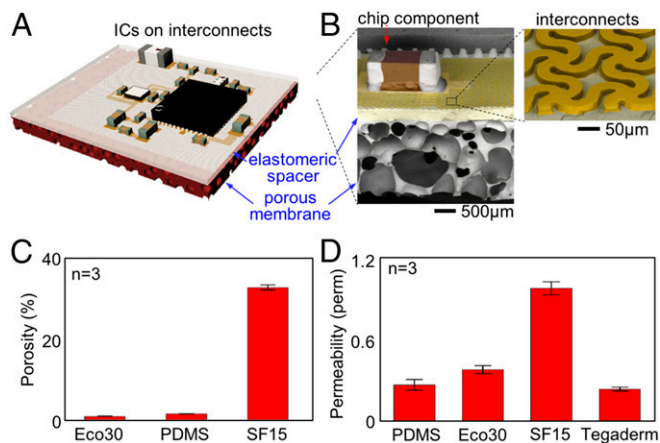 A
ICs on interconnects
elastomeric
spacer
porous
membrane
B
chip component
interconnects
50μm
500μm
C
n=3
Porosity (%)
40
20
0
Eco30 PDMS SF15
D
n=3
Permeability (perm)
1.2
0.6
0
PDMS Eco30 SF15 Tegaderm